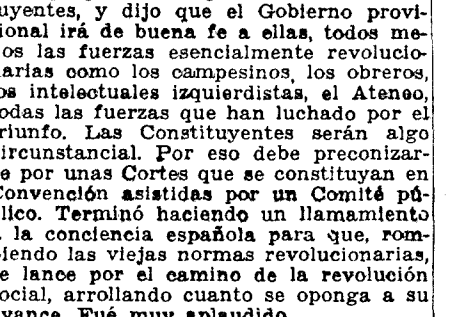 uyentes, y dijo que el Gobierno provi-
ional irá de buena fe a ellas, todos me-
os las fuerzas esencialmente revolucio-
arias como los campesinos, los obreros,
os intelectuales izquierdistas, el Ateneo,
odas las fuerzas que han luchado por el
riunfo. Las Constituyentes serán algo
ircunstancial. Por eso debe preconizar-
e por unas Cortes que se constituyan en
Convención asistidas por un Comité pú-
lico. Terminó haciendo un llamamiento
la conciencia española para que, rom-
iendo las viejas normas revolucionarias,
e lance por el camino de la revolución
ocial, arrollando cuanto se oponga a su
vance. Fué muy aplaudido.